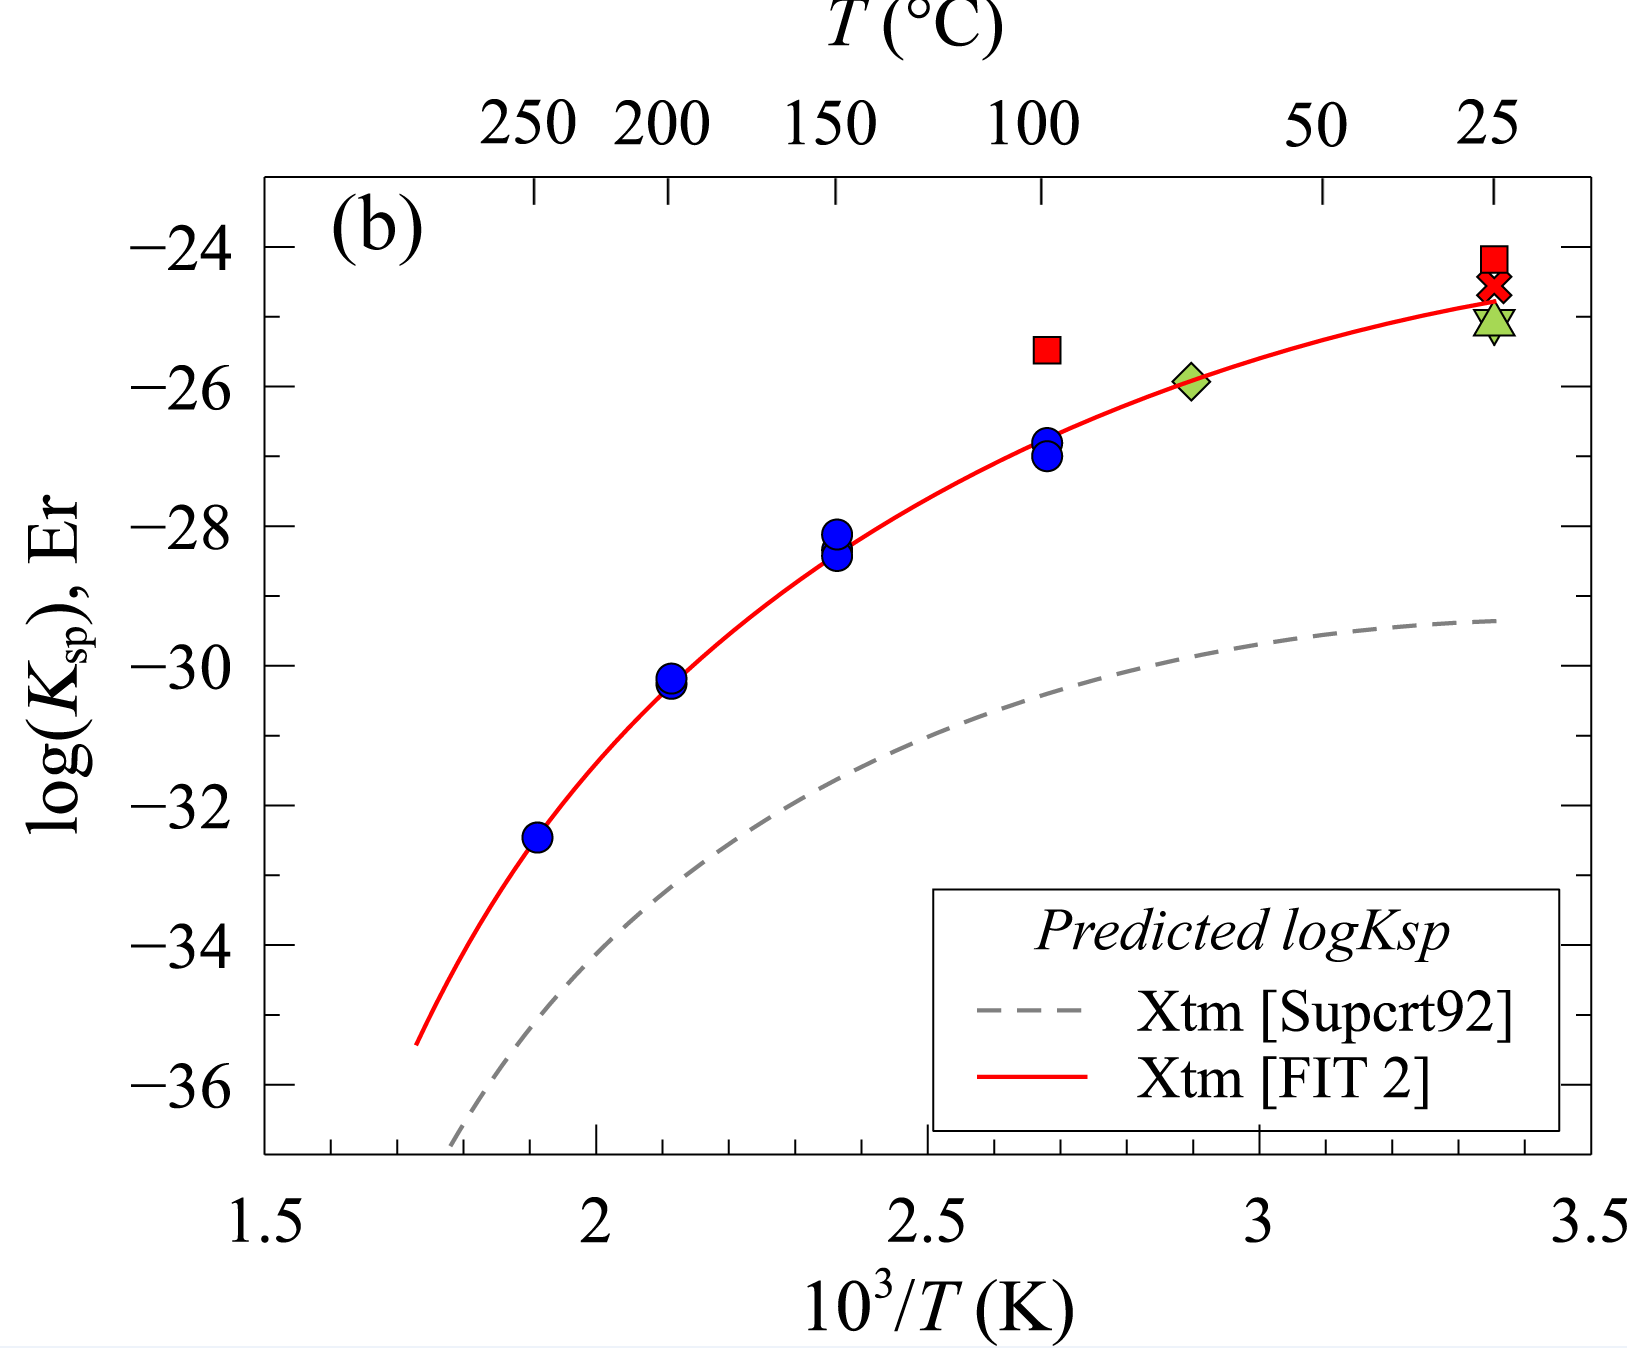 T (°C)
250 200 150 100 50 25
(b)
−24
−26
−28
−30
−32
−34
−36
log(Ksp), Er
Predicted logKsp
Xtm [Supcrt92]
Xtm [FIT 2]
1.5 2 2.5 3 3.5
10³/T (K)